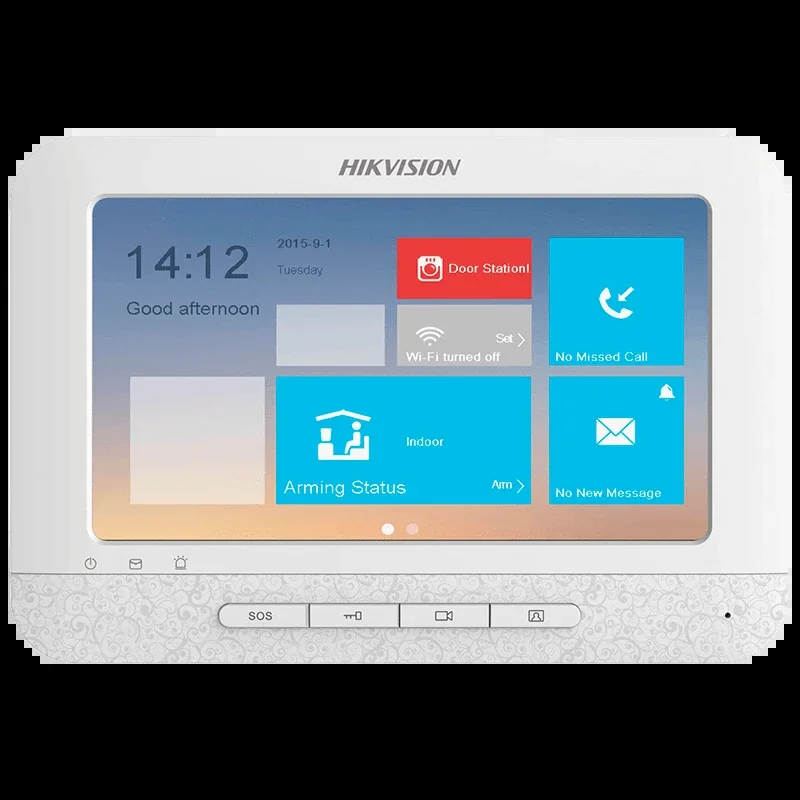 HIKVISION
14:12
2015-9-1
Tuesday
Good afternoon
Door Station!
Set
Wi-Fi turned off
No Missed Call
Indoor
Arming Status
Arm
No New Message
SOS